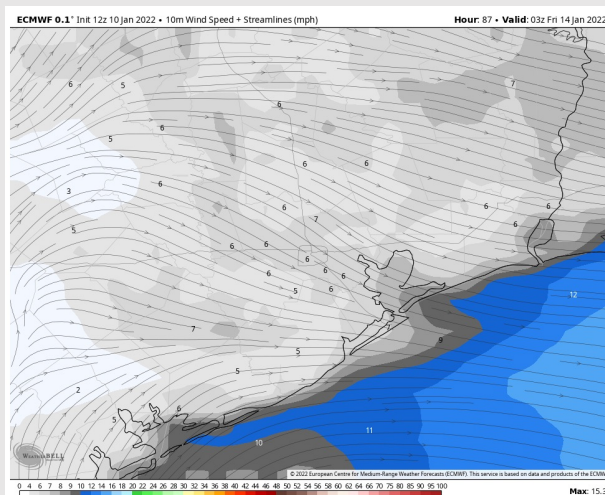 ECMWF 0.1° Init 12z 10 Jan 2022 • 10m Wind Speed + Streamlines (mph)
Hour: 87 • Valid: 03z Fri 14 Jan 2022
6 5 7
6
5 6
6 6
3 6
6 6 6
7 6
5
6 6
6
6 6
6
5 6
12
7
9
5
5
2
6
5
11
10
WeatherBELL
© 2022 European Centre for Medium-Range Weather Forecasts (ECMWF). This service is based on data and products of the ECMW
0 4 6 7 8 9 10 12 14 16 18 20 22 24 26 28 30 32 34 36 38 40 42 44 46 48 50 52 54 56 58 60 62 64 66 70 75 80 85 90 95 100
Max: 15.3